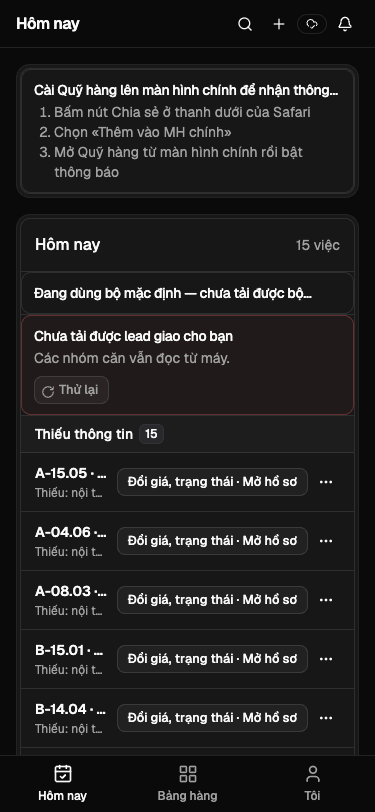 Hôm nay
Cài Quỹ hàng lên màn hình chính để nhận thông...
1. Bấm nút Chia sẻ ở thanh dưới của Safari
2. Chọn «Thêm vào MH chính»
3. Mở Quỹ hàng từ màn hình chính rồi bật
thông báo
Hôm nay 15 việc
Đang dùng bộ mặc định — chưa tải được bộ...
Chưa tải được lead giao cho bạn
Các nhóm căn vẫn đọc từ máy.
Thử lại
Thiếu thông tin 15
A-15.05 · ... Đổi giá, trạng thái · Mở hồ sơ
Thiếu: nội t...
A-04.06 · ... Đổi giá, trạng thái · Mở hồ sơ
Thiếu: nội t...
A-08.03 · ... Đổi giá, trạng thái · Mở hồ sơ
Thiếu: nội t...
B-15.01 · ... Đổi giá, trạng thái · Mở hồ sơ
Thiếu: nội t...
B-14.04 · ... Đổi giá, trạng thái · Mở hồ sơ
Thiếu: nội t...
Hôm nay Bảng hàng Tôi